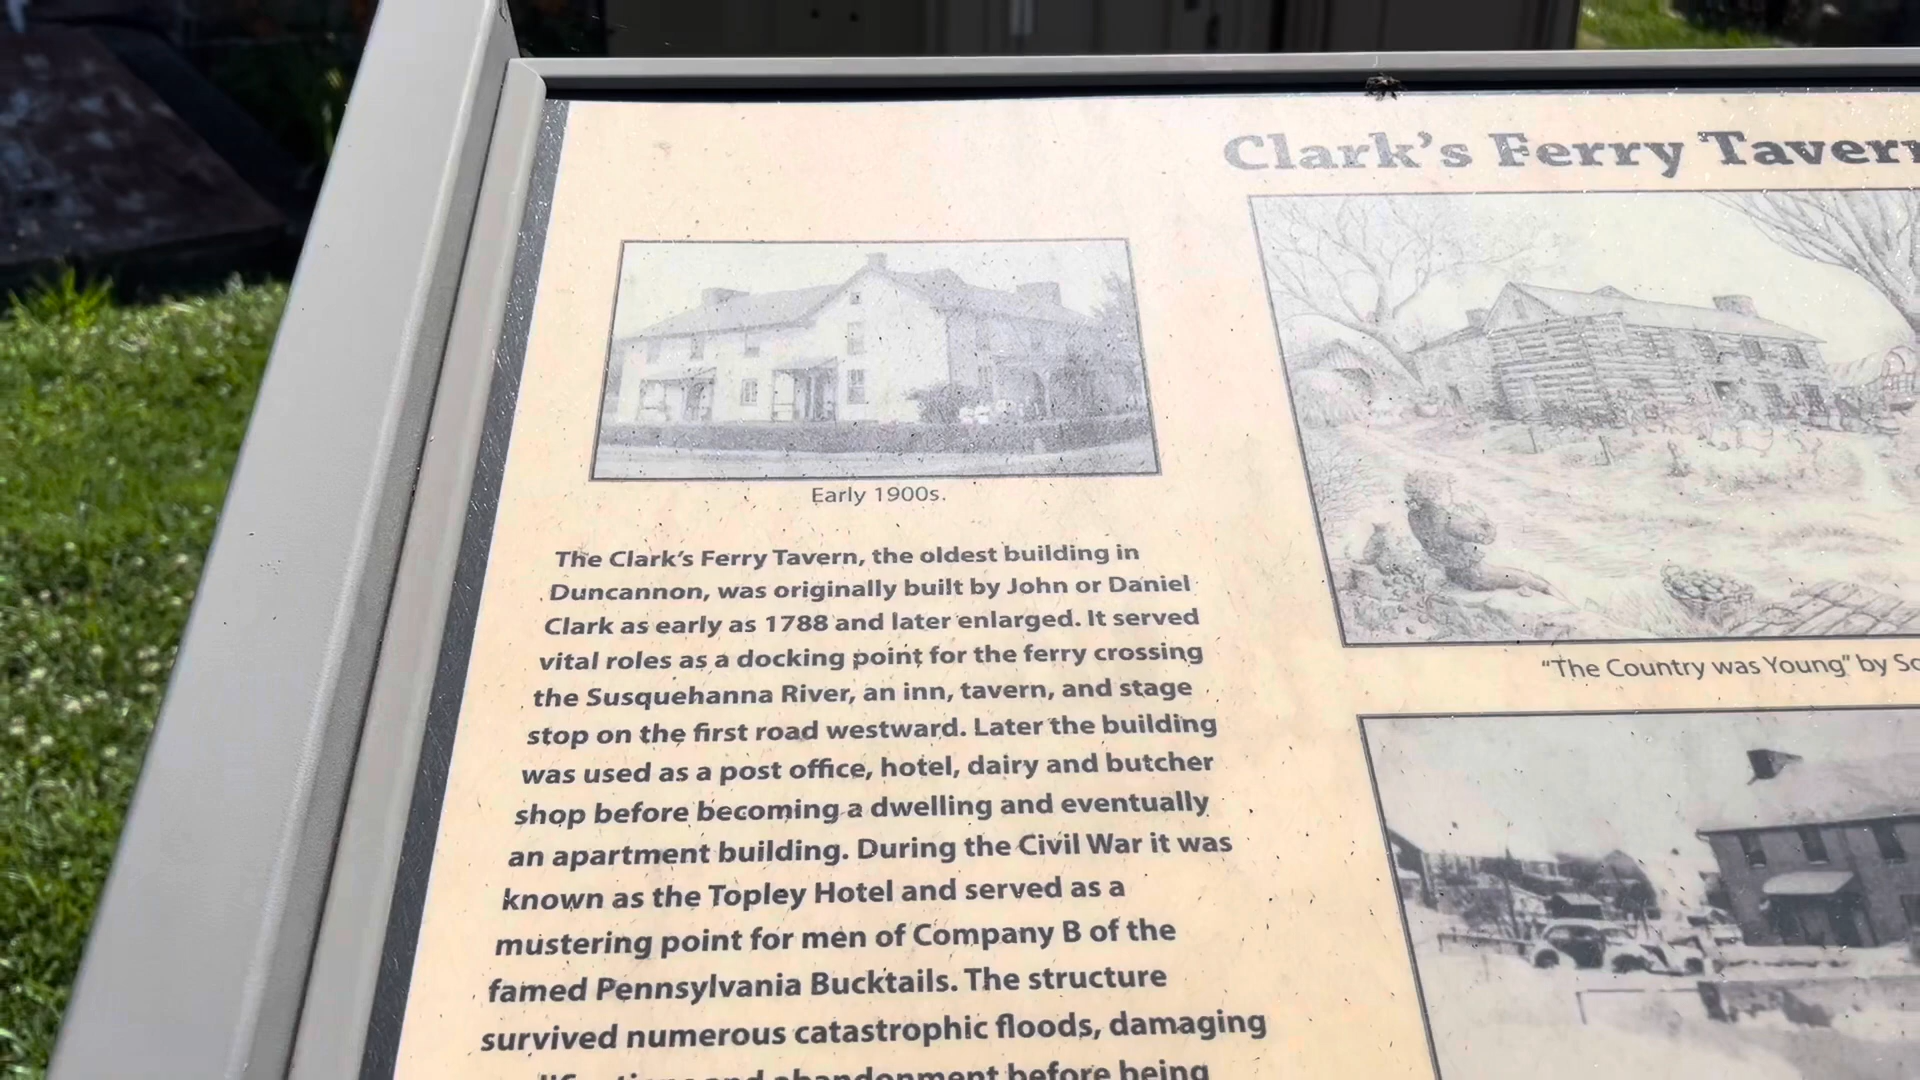 Clark's Ferry Tavern
Early 1900s.
The Clark's Ferry Tavern, the oldest building in
Duncannon, was originally built by John or Daniel
Clark as early as 1788 and later enlarged. It served
vital roles as a docking point for the ferry crossing
the Susquehanna River, an inn, tavern, and stage
stop on the first road westward. Later the building
was used as a post office, hotel, dairy and butcher
shop before becoming a dwelling and eventually
an apartment building. During the Civil War it was
known as the Topley Hotel and served as a
mustering point for men of Company B of the
famed Pennsylvania Bucktails. The structure
survived numerous catastrophic floods, damaging
and abandonment before being
"The Country was Young" by